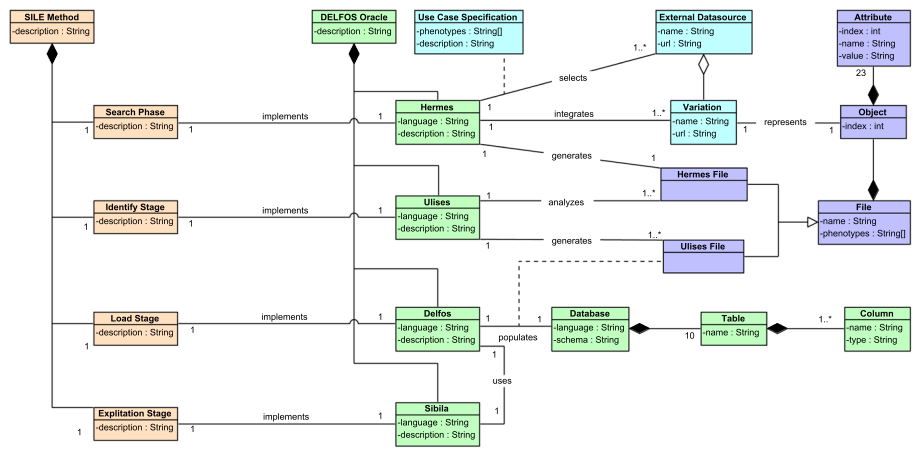 SILE Method
-description : String
DELFOS Oracle
-description : String
Use Case Specification
-phenotypes : String[]
-description : String
External Datasource
-name : String
-url : String
Attribute
-index : int
-name : String
-value : String
1..*
selects
23
Search Phase
-description : String
1
1
implements
1
Hermes
-language : String
-description : String
1
1
integrates
1..*
Variation
-name : String
-url : String
1
represents
1
Object
-index : int
1
generates
1
Hermes File
Identify Stage
-description : String
1
1
implements
1
Ulises
-language : String
-description : String
1
analyzes
1..*
File
-name : String
-phenotypes : String[]
1
generates
1..*
Ulises File
Load Stage
-description : String
1
1
implements
1
Delfos
-language : String
-description : String
1
populates
1
Database
-language : String
-schema : String
10
Table
-name : String
1..*
Column
-name : String
-type : String
1
uses
1
Explitation Stage
-description : String
1
1
implements
1
Sibila
-language : String
-description : String